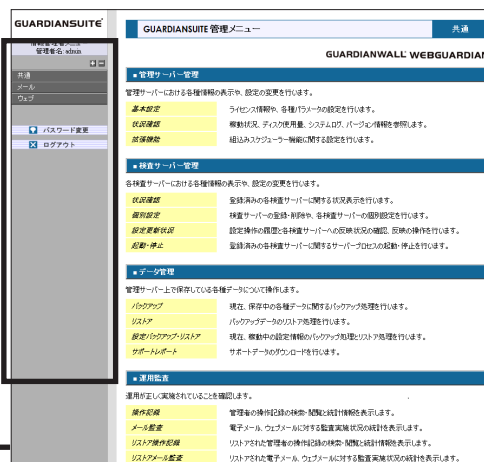 GUARDIANSUITE
管理者名:admin
共通
メール
ウェブ
パスワード変更
ログアウト
GUARDIANSUITE 管理メニュー
共通
GUARDIANWALL WEBGUARDIAN
■ 管理サーバー管理
管理サーバーにおける各種情報の表示や、設定の変更を行います。
基本設定 ライセンス情報や、各種パラメータの設定を行います。
状況確認 稼動状況、ディスク使用量、システムログ、バージョン情報を参照します。
拡張機能 組込みスケジューラー機能に関する設定を行います。
■ 検査サーバー管理
各検査サーバーにおける各種情報の表示や、設定の変更を行います。
状況確認 登録済みの各検査サーバーに関する状況表示を行います。
個別設定 検査サーバーの登録・削除や、各検査サーバーの個別設定を行います。
設定更新状況 設定操作の履歴と各検査サーバーへの反映状況の確認、反映の操作を行います。
起動・停止 登録済みの各検査サーバーに関するサーバープロセスの起動・停止を行います。
■ データ管理
管理サーバー上で保存している各種データについて操作します。
バックアップ 現在、保存中の各種データに関するバックアップ処理を行います。
リストア バックアップデータのリストア処理を行います。
設定バックアップ・リストア 現在、稼動中の設定情報のバックアップ処理とリストア処理を行います。
サポートレポート サポートデータのダウンロードを行います。
■ 運用監査
運用が正しく実施されていることを確認します。
操作記録 管理者の操作記録の検索・閲覧と統計情報を表示します。
メール監査 電子メール、ウェブメールに対する監査実施状況の統計を表示します。
リストア操作記録 リストアされた管理者の操作記録の検索・閲覧と統計情報を表示します。
リストアメール監査 リストアされた電子メール、ウェブメールに対する監査実施状況の統計を表示します。